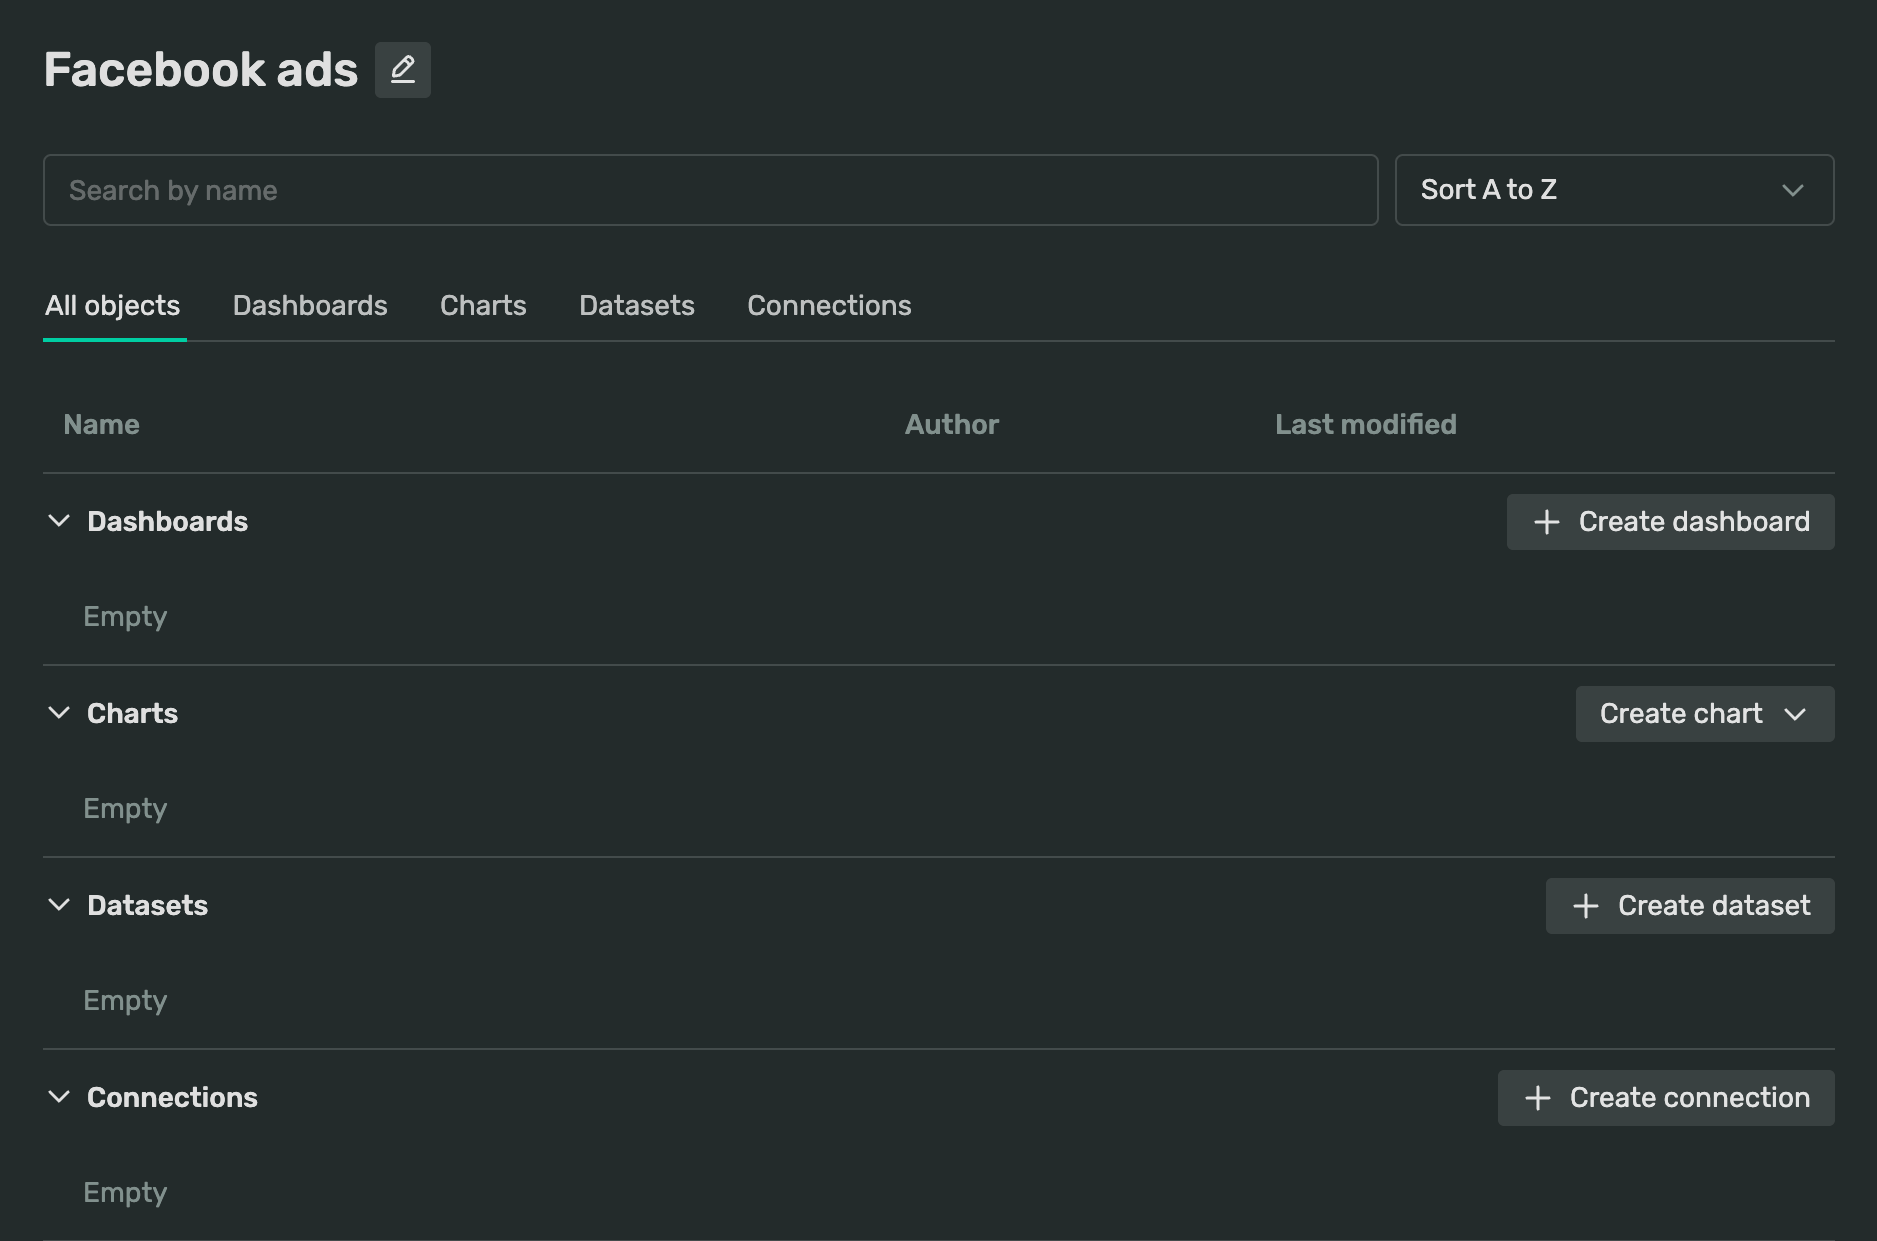 Facebook ads
Search by name
Sort A to Z
All objects Dashboards Charts Datasets Connections
Name Author Last modified
Dashboards Create dashboard
Empty
Charts Create chart
Empty
Datasets Create dataset
Empty
Connections Create connection
Empty